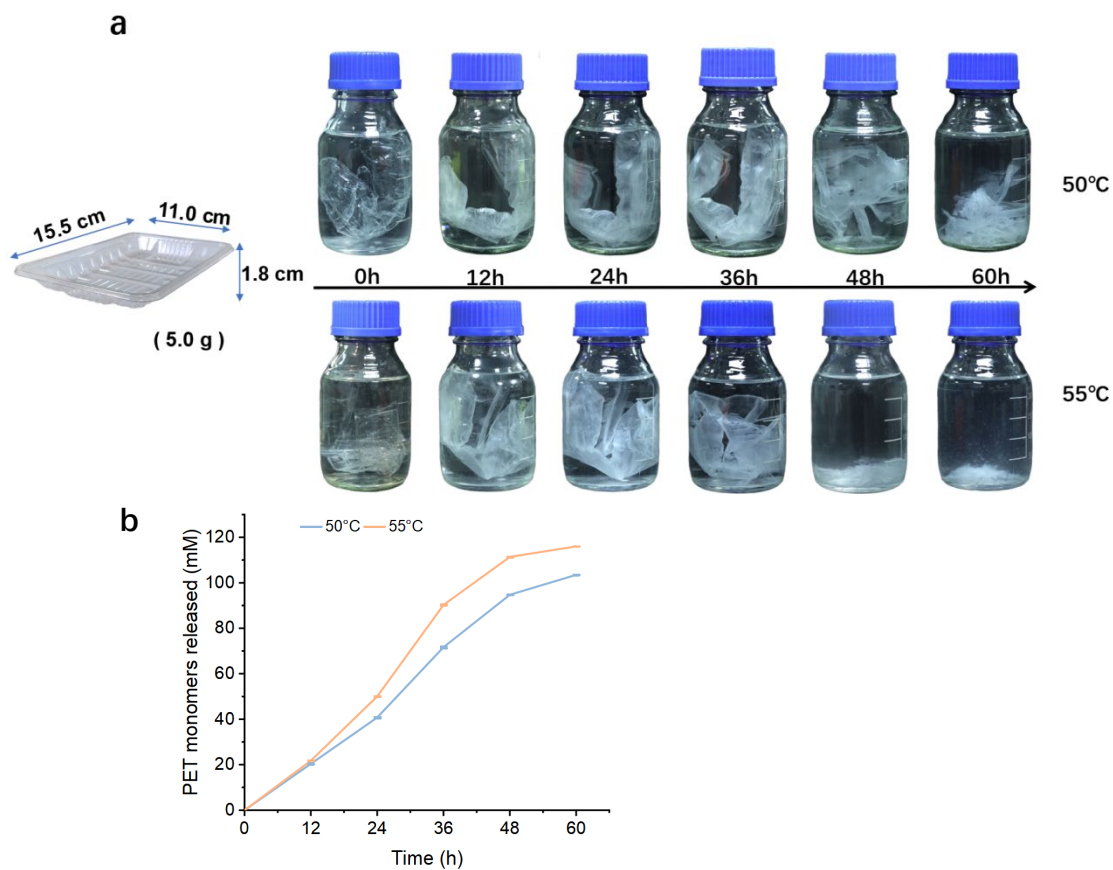 a
15.5 cm
11.0 cm
1.8 cm
( 5.0 g )
50°C
0h 12h 24h 36h 48h 60h
55°C
b
50°C 55°C
PET monomers released (mM)
120
100
80
60
40
20
0
0 12 24 36 48 60
Time (h)